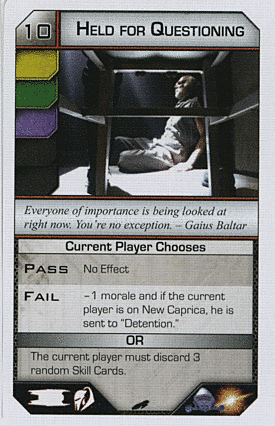 10 HELD FOR QUESTIONING
Everyone of importance is being looked at
right now. You're no exception. – Gaius Baltar
Current Player Chooses
PASS No Effect
FAIL -1 morale and if the current
player is on New Caprica, he is
sent to "Detention."
OR
The current player must discard 3
random Skill Cards.